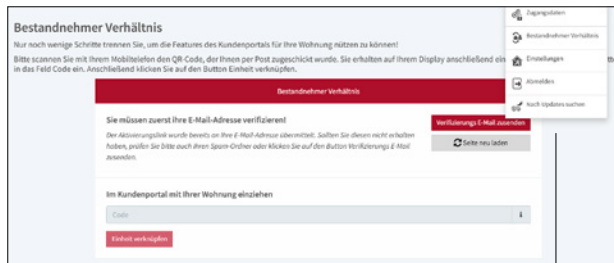 Bestandnehmer Verhältnis
Nur noch wenige Schritte trennen Sie, um die Features des Kundenportals für Ihre Wohnung nützen zu können!
Bitte scannen Sie mit Ihrem Mobiltelefon den QR-Code, der Ihnen per Post zugeschickt wurde. Sie erhalten auf Ihrem Display anschließend
in das Feld Code ein. Anschließend klicken Sie auf den Button Einheit verknüpfen.
Zugangsdaten
Bestandnehmer Verhältnis
Einstellungen
Abmelden
Nach Updates suchen
Bestandnehmer Verhältnis
Sie müssen zuerst ihre E-Mail-Adresse verifizieren!
Verifizierungs E-Mail zusenden
Der Aktivierungslink wurde bereits an Ihre E-Mail-Adresse übermittelt. Sollten Sie diesen nicht erhalten
haben, prüfen Sie bitte auch ihren Spam-Ordner oder klicken Sie auf den Button Verifizierungs E-Mail
zusenden.
Seite neu laden
Im Kundenportal mit Ihrer Wohnung einziehen
Code
Einheit verknüpfen